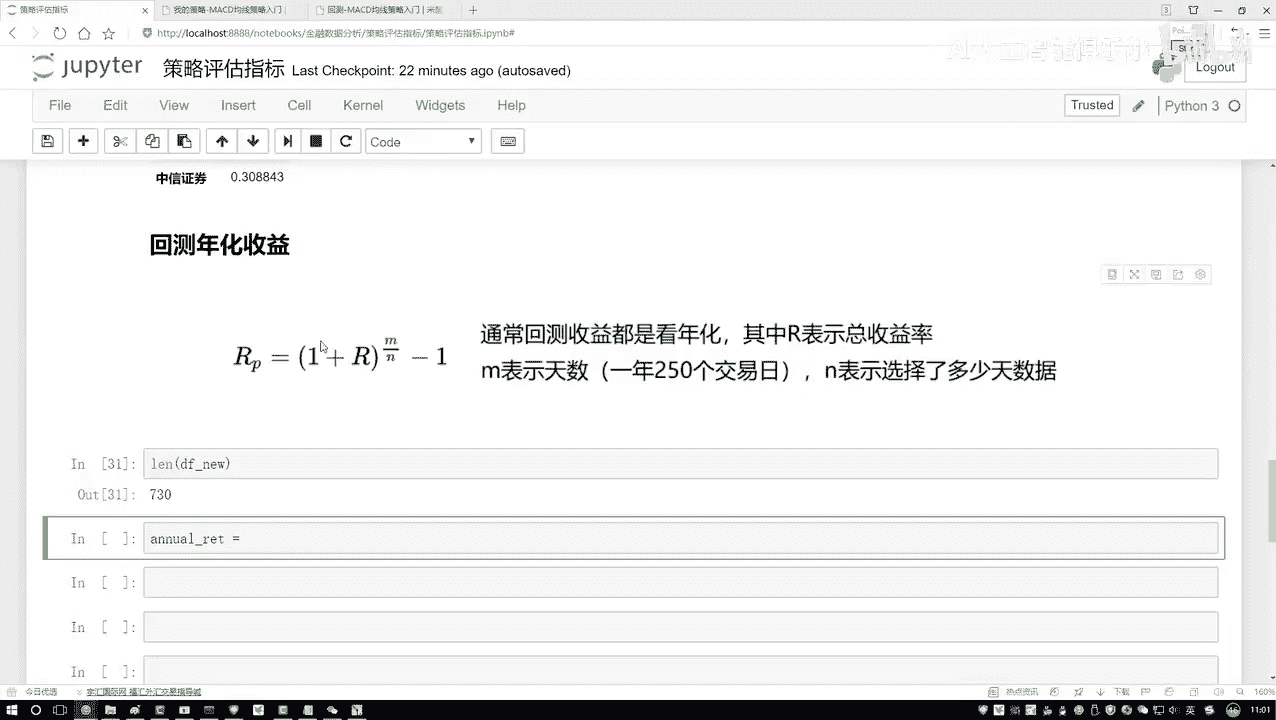 策略评估指标
我的策略-MACD均线策略入门
回测-MACD均线策略入门 | 米筐
http://localhost:8888/notebooks/金融数据分析/策略评估指标/策略评估指标.ipynb#
jupyter 策略评估指标 Last Checkpoint: 22 minutes ago (autosaved)
Logout
File Edit View Insert Cell Kernel Widgets Help
Trusted Python 3
Code
中信证券 0.308843
回测年化收益
通常回测收益都是看年化，其中R表示总收益率
R_p = (1 + R)^{m/n} − 1
m表示天数（一年250个交易日），n表示选择了多少天数据
In [31]: len(df_new)
Out[31]: 730
In [ ]: annual_ret =
In [ ]:
In [ ]:
In [ ]:
今日优选
热点资讯
下载
160%
英
11:01